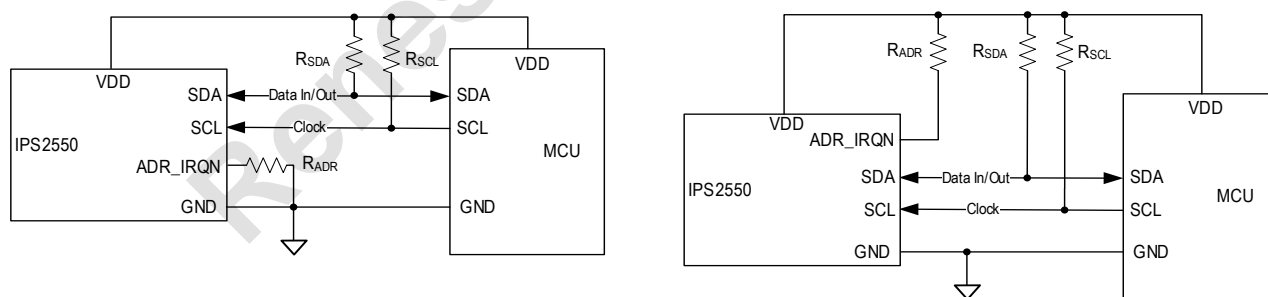 RSDA
RSCL
VDD
VDD
SDA
Data In/Out
SDA
SCL
Clock
SCL
IPS2550
MCU
ADR_IRQN
RADR
GND
GND
Renes
RADR
RSDA
RSCL
VDD
VDD
ADR_IRQN
SDA
Data In/Out
SDA
IPS2550
MCU
SCL
Clock
SCL
GND
GND